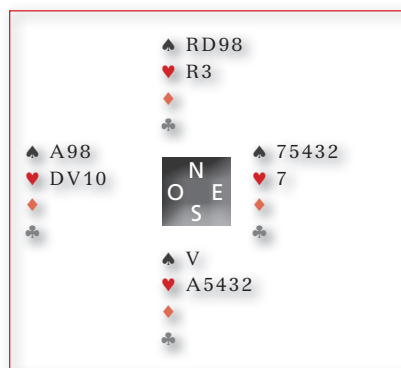 ♠ RD98
♥ R3
♦
♣
♠ A98
♥ DV10
♦
♣
N
O E
S
♠ 75432
♥ 7
♦
♣
♠ V
♥ A5432
♦
♣